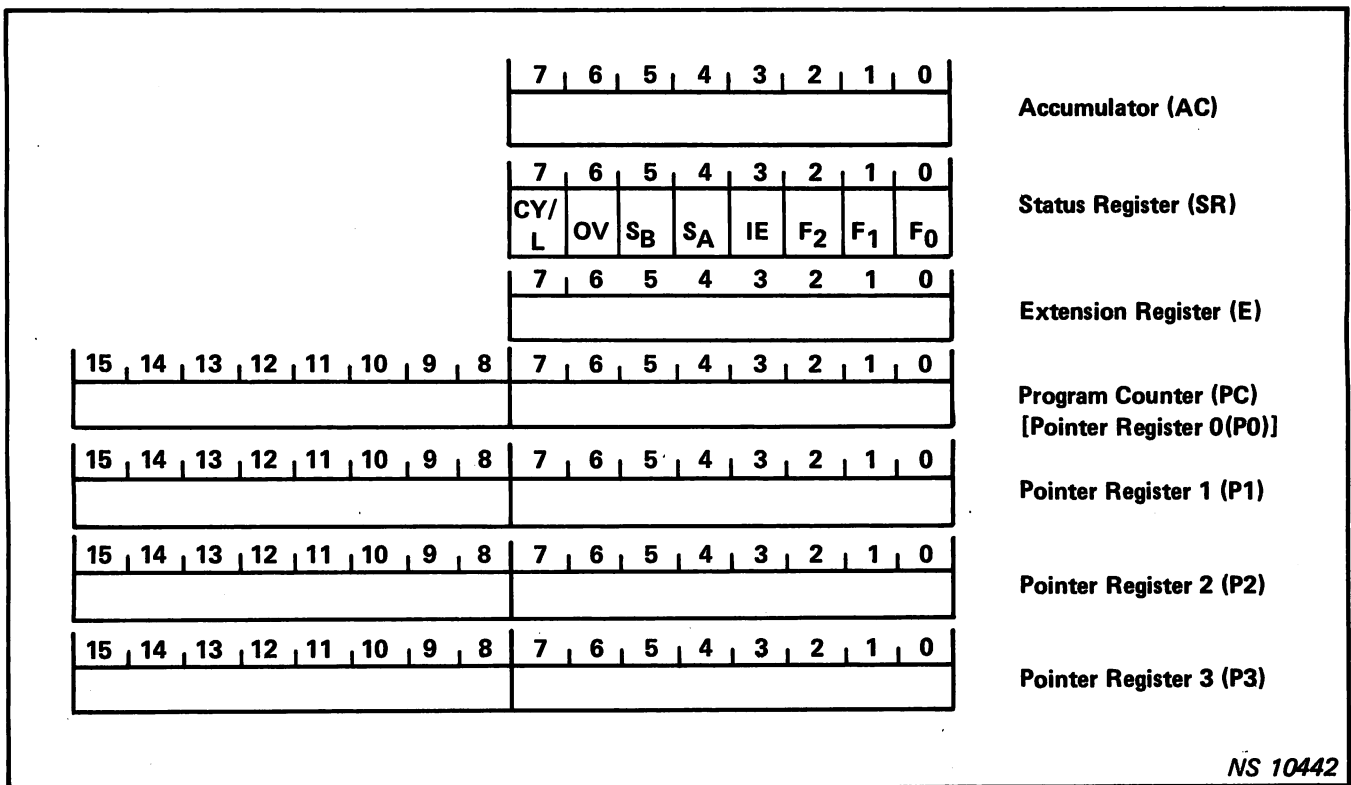 7 6 5 4 3 2 1 0
Accumulator (AC)
7 6 5 4 3 2 1 0
CY/L OV SB SA IE F2 F1 F0
Status Register (SR)
7 6 5 4 3 2 1 0
Extension Register (E)
15 14 13 12 11 10 9 8 7 6 5 4 3 2 1 0
Program Counter (PC)
[Pointer Register 0(P0)]
15 14 13 12 11 10 9 8 7 6 5 4 3 2 1 0
Pointer Register 1 (P1)
15 14 13 12 11 10 9 8 7 6 5 4 3 2 1 0
Pointer Register 2 (P2)
15 14 13 12 11 10 9 8 7 6 5 4 3 2 1 0
Pointer Register 3 (P3)
NS 10442